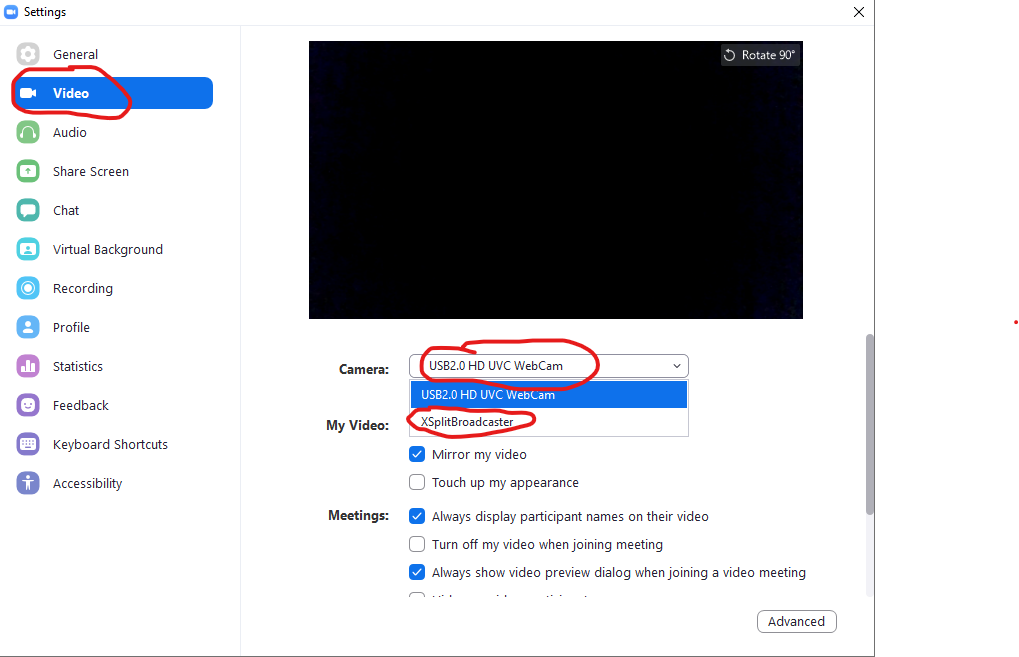 Settings
General
Video
Audio
Share Screen
Chat
Virtual Background
Recording
Profile
Statistics
Feedback
Keyboard Shortcuts
Accessibility
Rotate 90°
Camera:
USB2.0 HD UVC WebCam
USB2.0 HD UVC WebCam
XSplitBroadcaster
My Video:
Mirror my video
Touch up my appearance
Meetings:
Always display participant names on their video
Turn off my video when joining meeting
Always show video preview dialog when joining a video meeting
Advanced